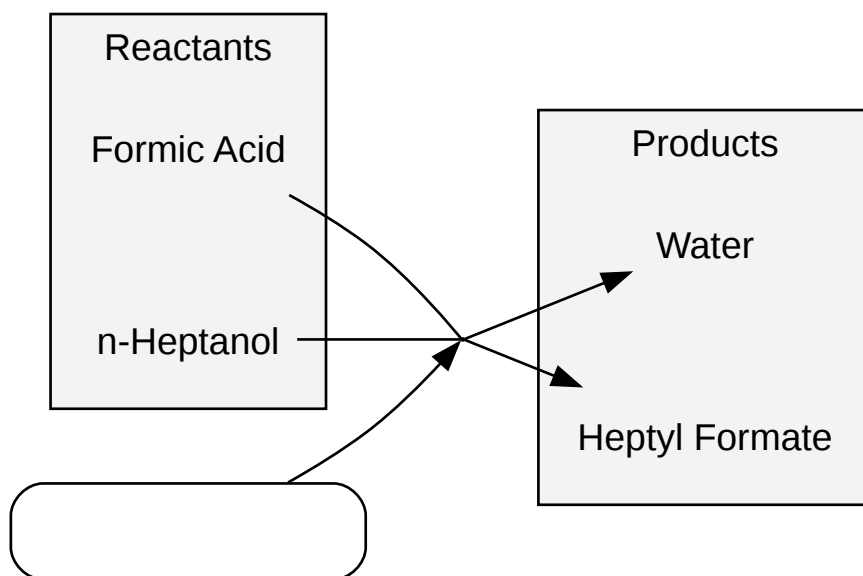 Reactants
Formic Acid
n-Heptanol
Products
Water
Heptyl Formate